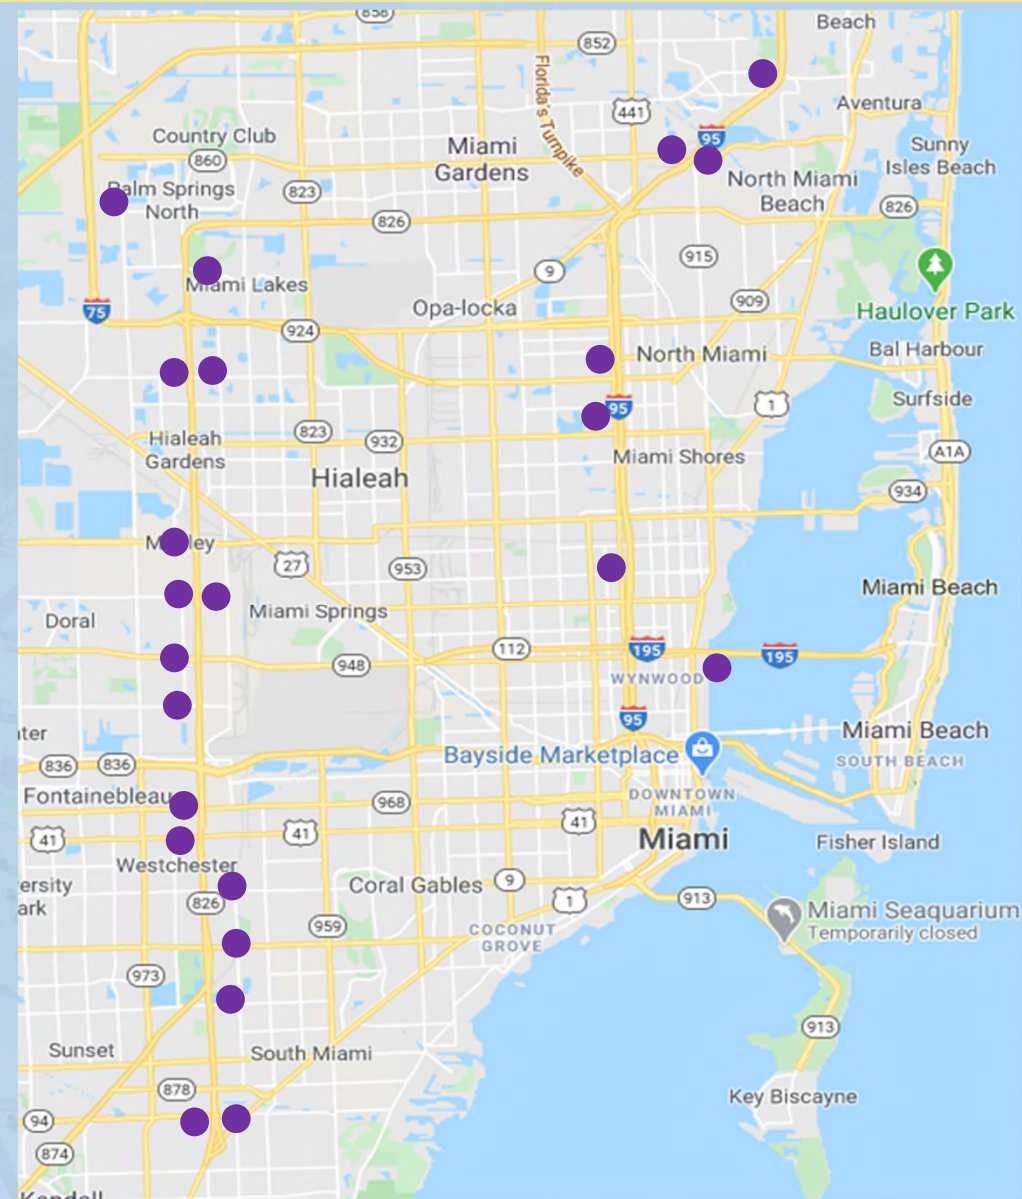 858
Beach
852
Florida's Turnpike
441
Aventura
Country Club
95
860
Miami
Gardens
Sunny
Isles Beach
Palm Springs
North
823
North Miami
Beach
826
826
915
9
Miami Lakes
909
75
Opa-locka
Haulover Park
924
North Miami
Bal Harbour
Surfside
1
95
823
932
Hialeah
Gardens
Miami Shores
A1A
Hialeah
934
27
953
Miami Beach
Miami Springs
Doral
112
195
195
948
WYNWOOD
95
ter
Miami Beach
Bayside Marketplace
SOUTH BEACH
836
836
Fontainebleau
968
DOWNTOWN
MIAMI
41
41
41
Miami
Fisher Island
Westchester
ersity
ark
Coral Gables
9
1
913
826
Miami Seaquarium
Temporarily closed
959
COCONUT
GROVE
973
913
Sunset
South Miami
878
Key Biscayne
94
874
Kendall